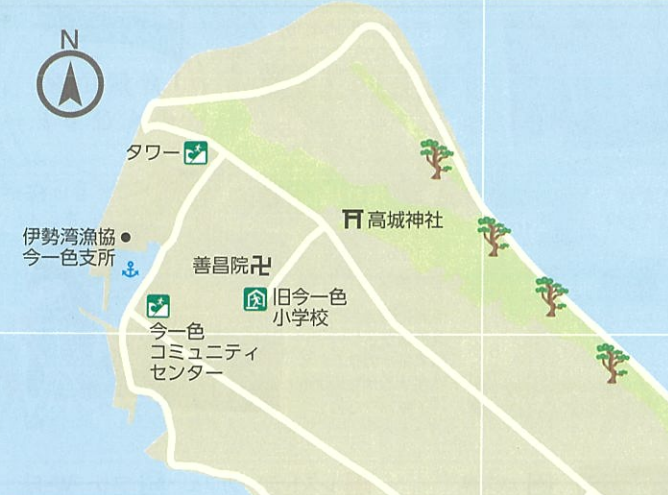 N
タワー
高城神社
伊勢湾漁協
今一色支所
善昌院
旧今一色
小学校
今一色
コミュニティ
センター